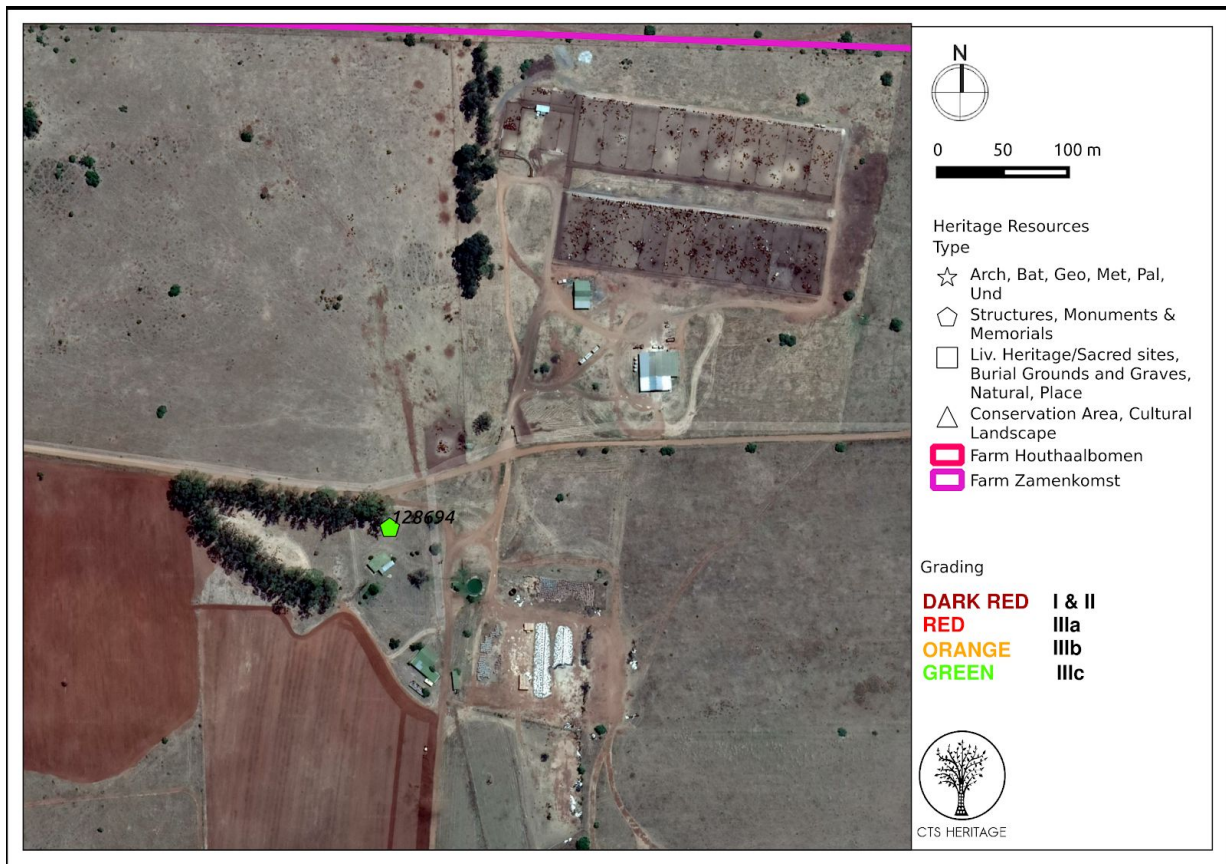 128694
N
0 50 100 m
Heritage Resources
Type
Arch, Bat, Geo, Met, Pal,
Und
Structures, Monuments &
Memorials
Liv. Heritage/Sacred sites,
Burial Grounds and Graves,
Natural, Place
Conservation Area, Cultural
Landscape
Farm Houthaalbomen
Farm Zamenkomst
Grading
DARK RED I & II
RED IIIa
ORANGE IIIb
GREEN IIIc
CTS HERITAGE